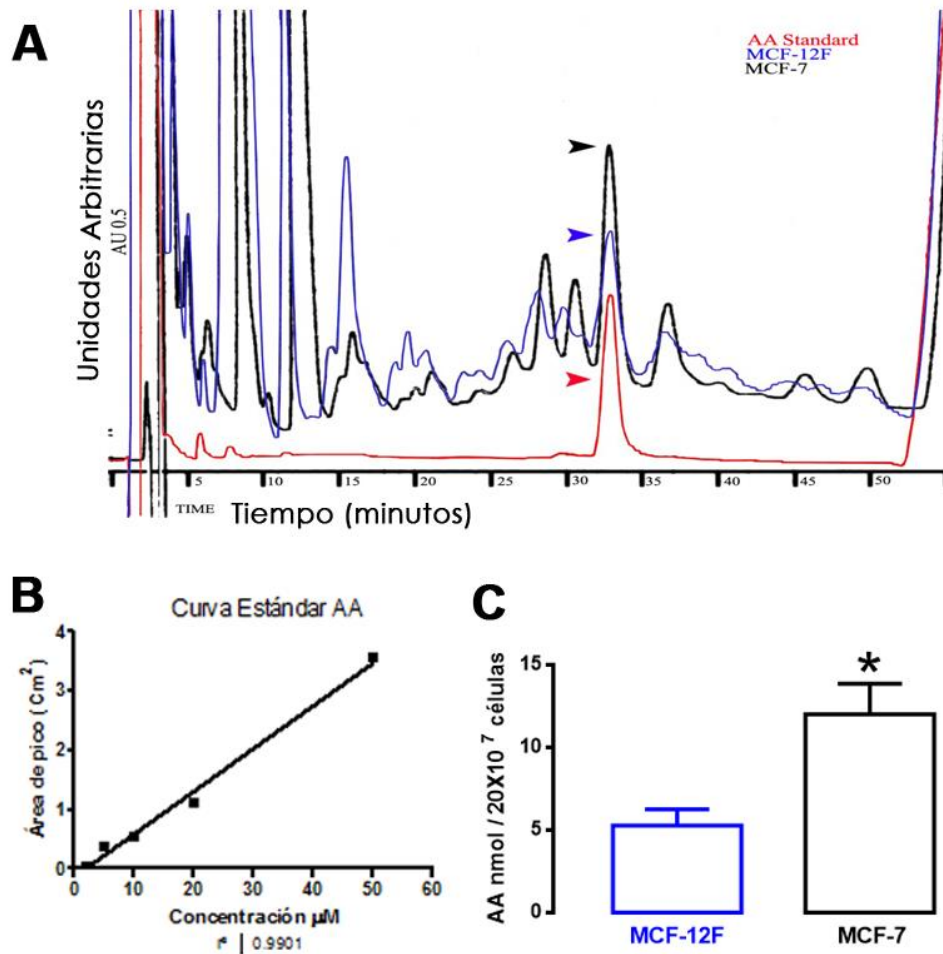 A
AA Standard
MCF-12F
MCF-7
Unidades Arbitrarias
AU 0.5
"
5 10 15 20 25 30 35 40 45 50
TIME Tiempo (minutos)
B
Curva Estándar AA
Área de pico (Cm²)
4
3
2
1
0
0 10 20 30 40 50 60
Concentración µM
r² | 0.9901
C
*
AA nmol / 20X10⁷ células
15
10
5
0
MCF-12F MCF-7